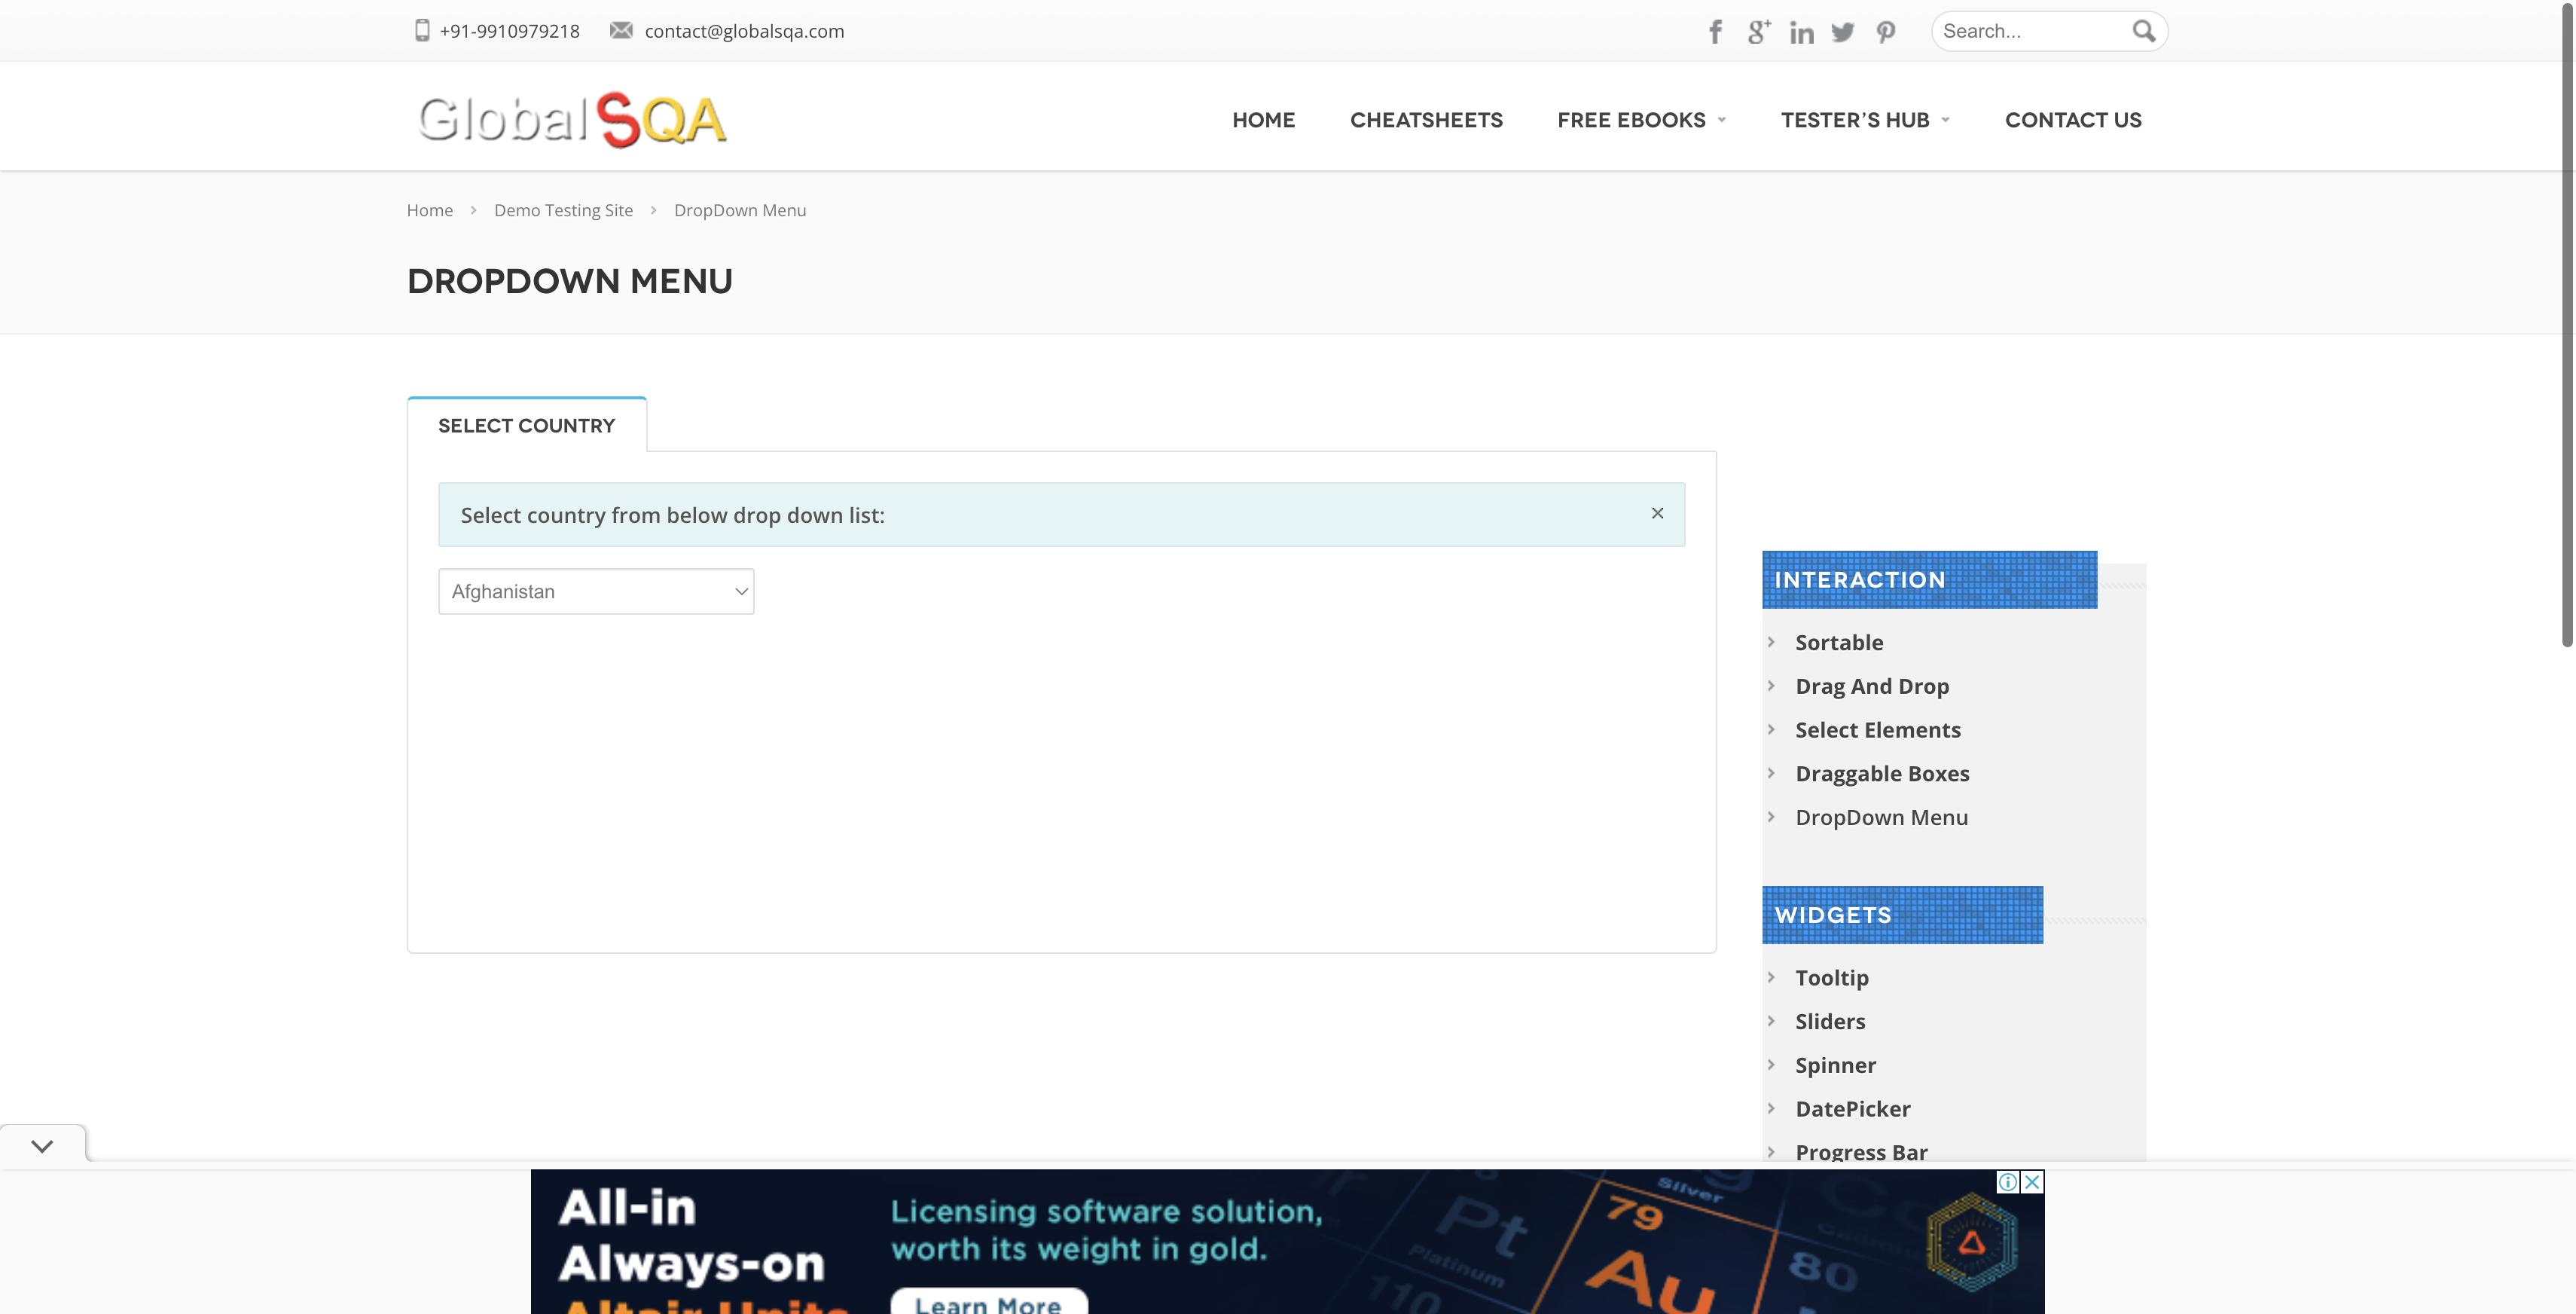 +91-9910979218 contact@globalsqa.com Search...
GlobalSQA HOME CHEATSHEETS FREE EBOOKS TESTER'S HUB CONTACT US
Home > Demo Testing Site > DropDown Menu
DROPDOWN MENU
SELECT COUNTRY
Select country from below drop down list:
Afghanistan
INTERACTION
Sortable
Drag And Drop
Select Elements
Draggable Boxes
DropDown Menu
WIDGETS
Tooltip
Sliders
Spinner
DatePicker
Progress Bar
All-in
Always-on
Altair Units
Licensing software solution,
worth its weight in gold.
Learn More
Silver
Pt
Platinum
110
79
Au
80